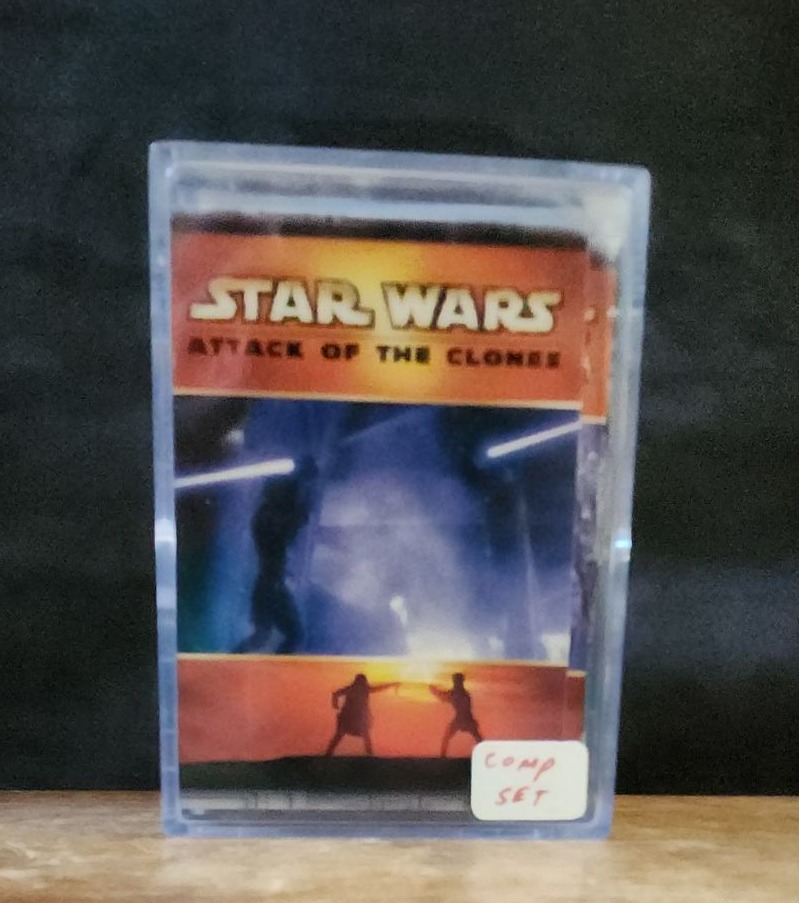 STAR WARS
ATTACK OF THE CLONES
COMP
SET